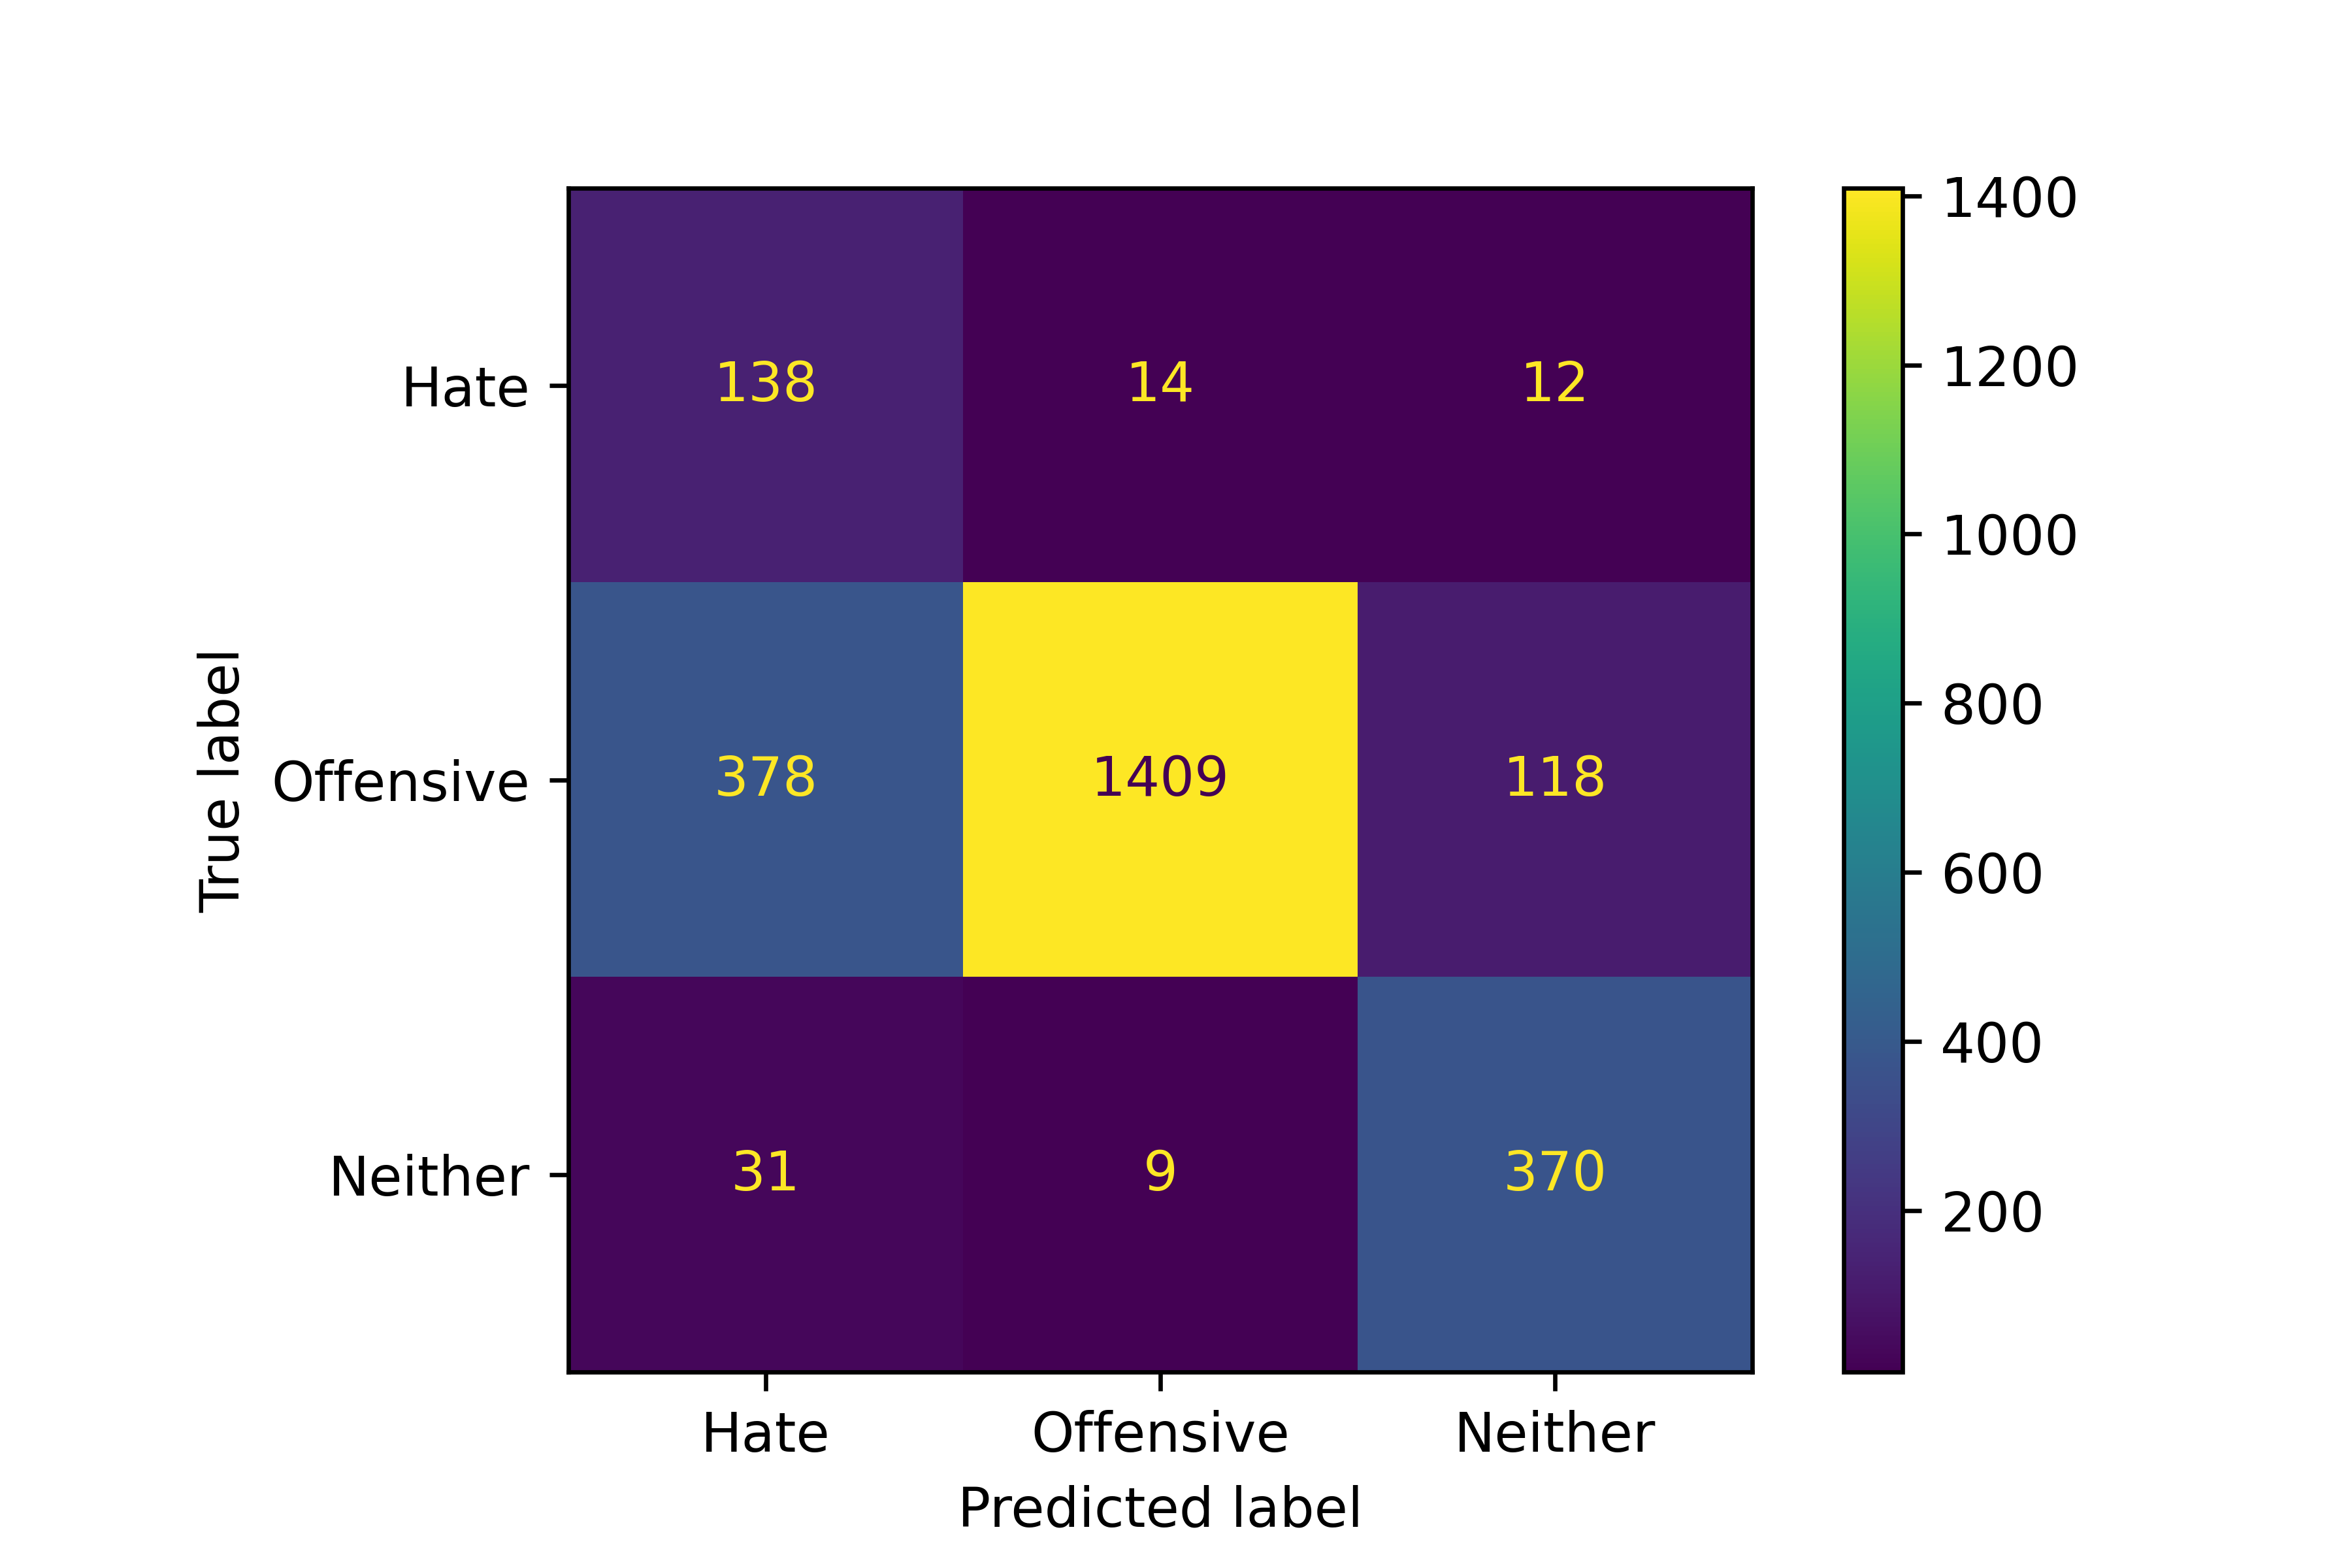 Hate
138 14 12
Offensive
378 1409 118
Neither
31 9 370
True label
Hate Offensive Neither
Predicted label
1400
1200
1000
800
600
400
200